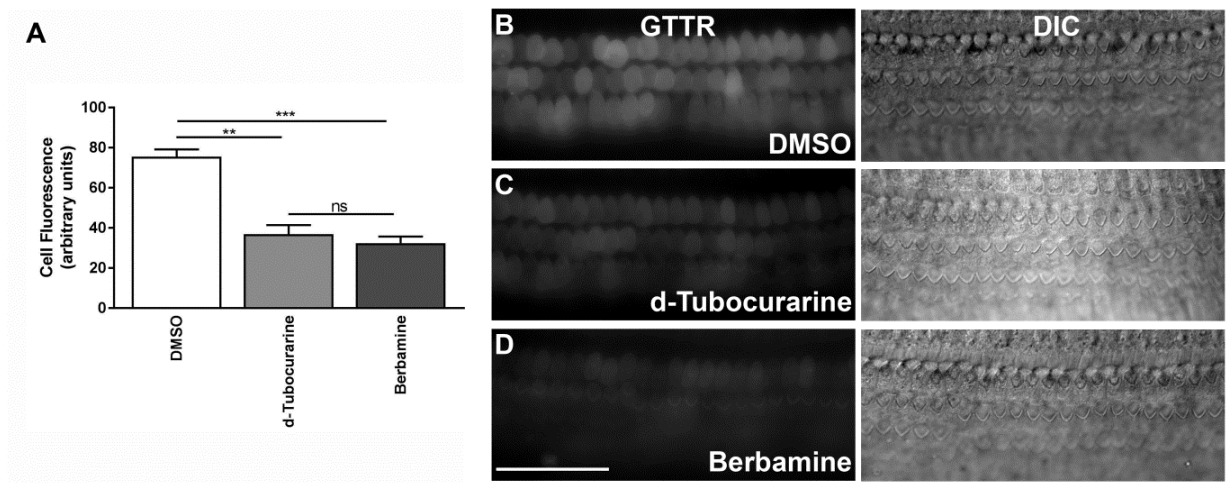 A
Cell Fluorescence
(arbitrary units)
100
80
60
40
20
0
***
**
ns
DMSO
d-Tubocurarine
Berbamine
B
GTTR
DIC
DMSO
C
d-Tubocurarine
D
Berbamine